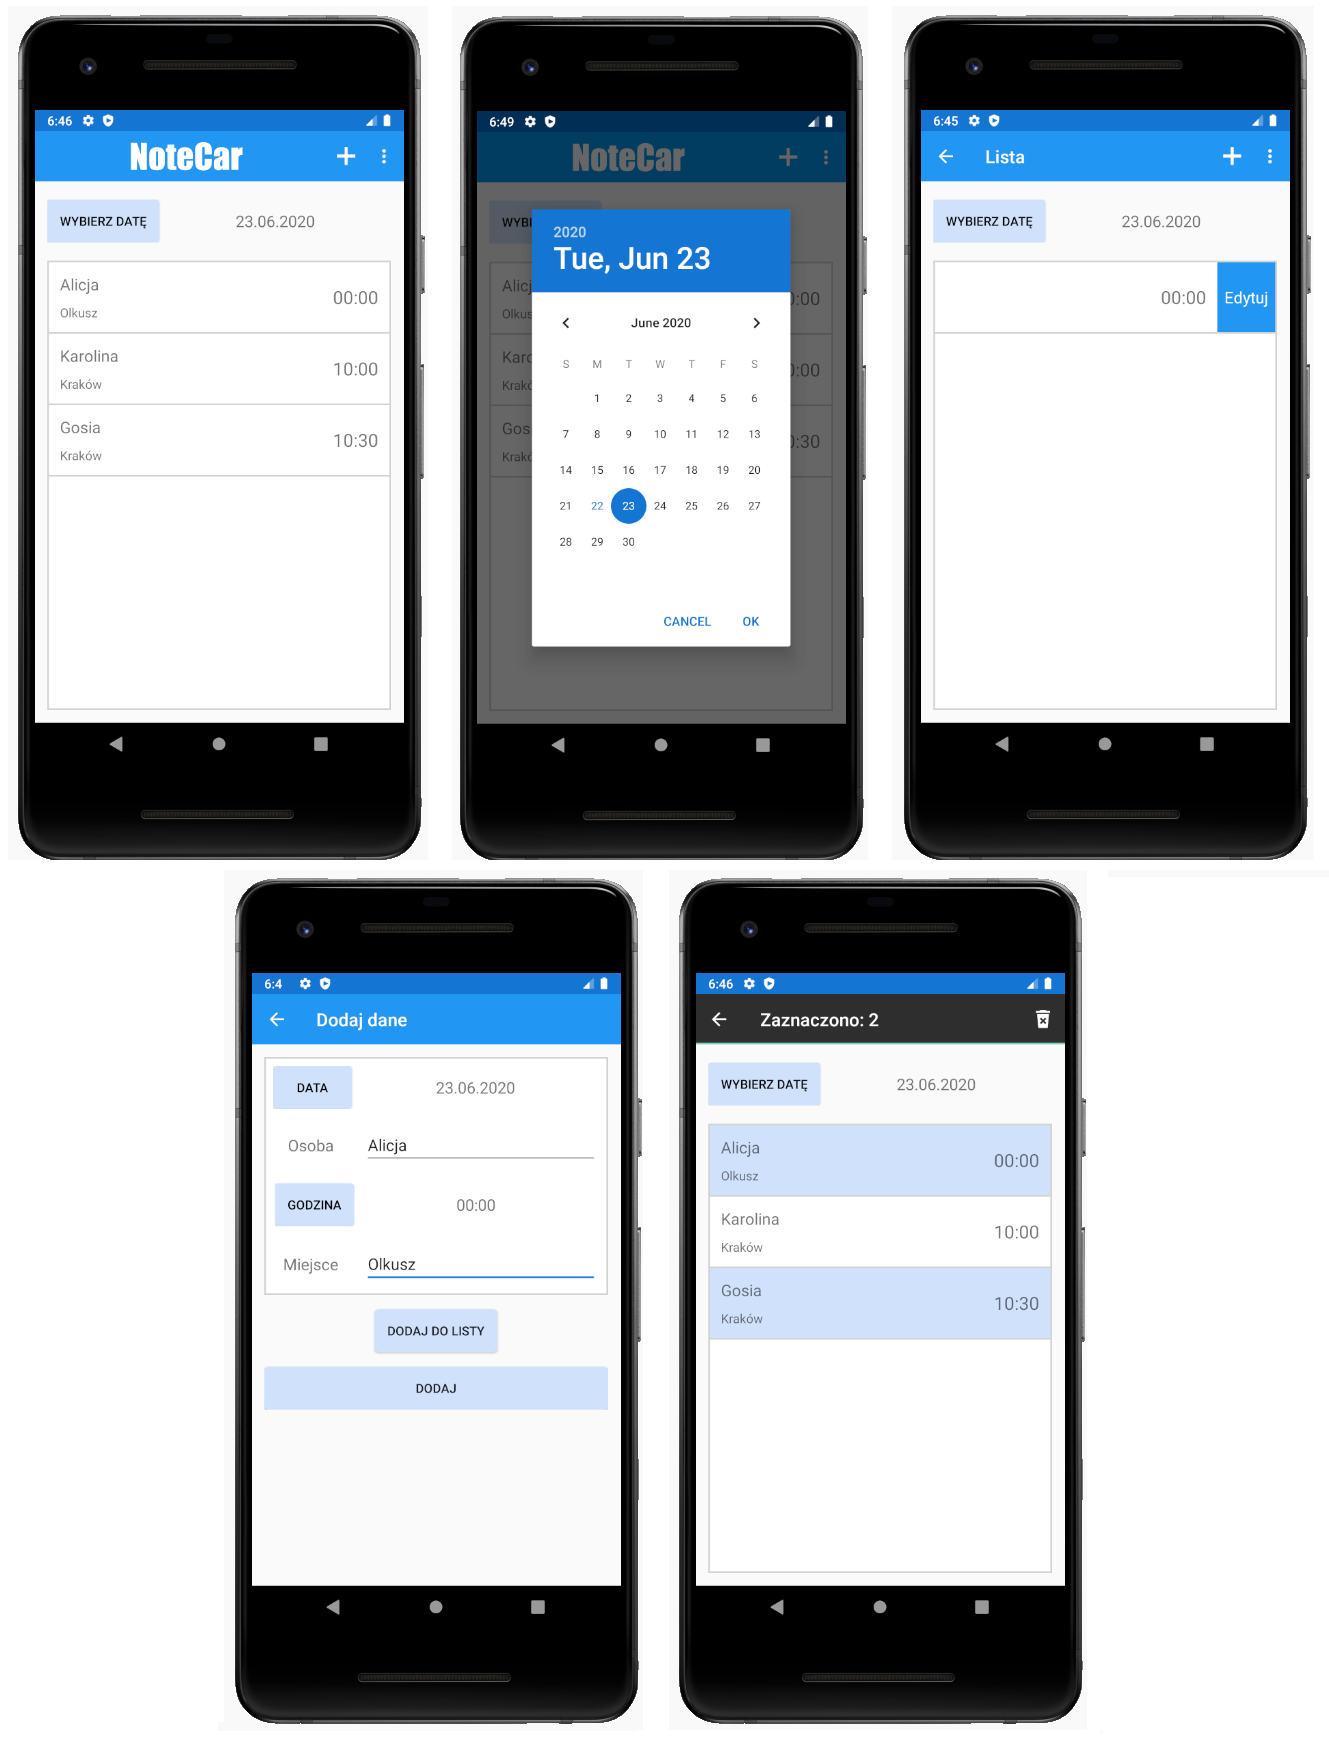 6:46
NoteCar
WYBIERZ DATĘ 23.06.2020
Alicja
Olkusz
00:00
Karolina
Kraków
10:00
Gosia
Kraków
10:30
6:49
NoteCar
WYBI
2020
Tue, Jun 23
Alic
Olkus
:00
June 2020
Karo
Krakó
:00
S M T W T F S
1 2 3 4 5 6
Gos
Krakó
:30
7 8 9 10 11 12 13
14 15 16 17 18 19 20
21 22 23 24 25 26 27
28 29 30
CANCEL OK
6:45
Lista
WYBIERZ DATĘ 23.06.2020
00:00 Edytuj
6:4
Dodaj dane
DATA 23.06.2020
Osoba Alicja
GODZINA 00:00
Miejsce Olkusz
DODAJ DO LISTY
DODAJ
6:46
Zaznaczono: 2
WYBIERZ DATĘ 23.06.2020
Alicja
Olkusz
00:00
Karolina
Kraków
10:00
Gosia
Kraków
10:30